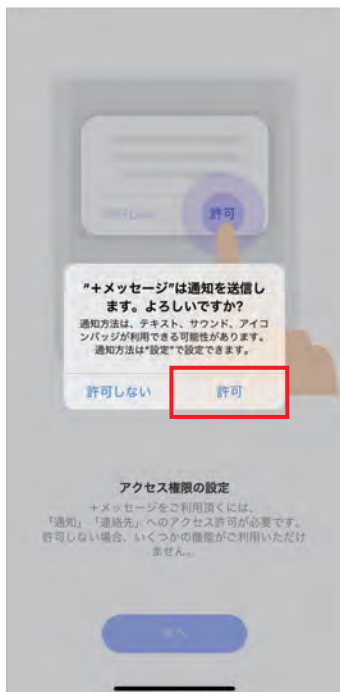 許可
"＋メッセージ"は通知を送信し
ます。よろしいですか?
通知方法は、テキスト、サウンド、アイコ
ンバッジが利用できる可能性があります。
通知方法は"設定"で設定できます。
許可しない 許可
アクセス権限の設定
＋メッセージをご利用頂くには、
「通知」「連絡先」へのアクセス許可が必要です。
許可しない場合、いくつかの機能がご利用いただけ
ません。
次へ